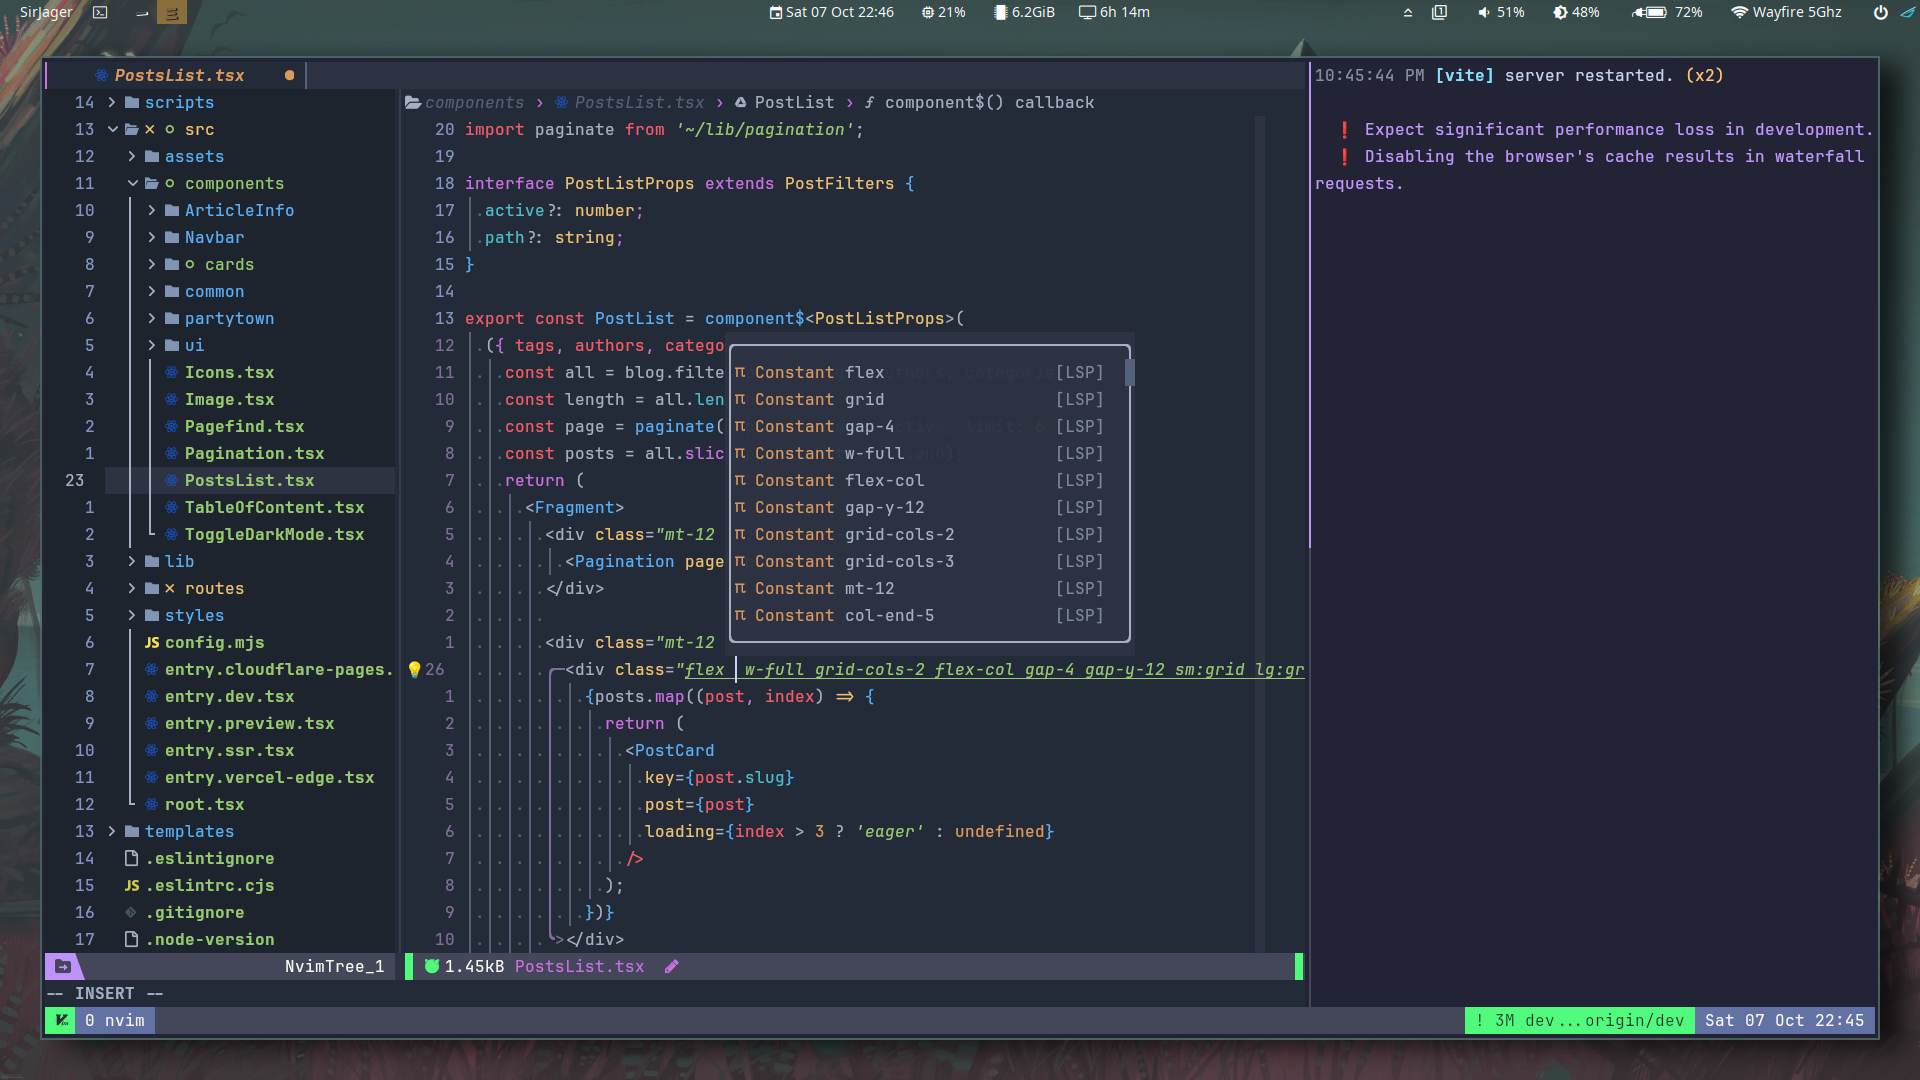 SirJager
Sat 07 Oct 22:46 21% 6.2GiB 6h 14m
51% 48% 72% Wayfire 5Ghz
PostsList.tsx
14 scripts
13 src
12 assets
11 components
10 ArticleInfo
9 Navbar
8 cards
7 common
6 partytown
5 ui
4 Icons.tsx
3 Image.tsx
2 Pagefind.tsx
1 Pagination.tsx
23 PostsList.tsx
1 TableOfContent.tsx
2 ToggleDarkMode.tsx
3 lib
4 routes
5 styles
6 JS config.mjs
7 entry.cloudflare-pages.
8 entry.dev.tsx
9 entry.preview.tsx
10 entry.ssr.tsx
11 entry.vercel-edge.tsx
12 root.tsx
13 templates
14 .eslintignore
15 JS .eslintrc.cjs
16 .gitignore
17 .node-version
NvimTree_1
components › PostsList.tsx › PostList › ƒ component$() callback
20 import paginate from '~/lib/pagination';
19
18 interface PostListProps extends PostFilters {
17 active?: number;
16 path?: string;
15 }
14
13 export const PostList = component$<PostListProps>(
12 ({ tags, authors, catego
11 const all = blog.filte
10 const length = all.len
9 const page = paginate(
8 const posts = all.slic
7 return (
6 <Fragment>
5 <div class="mt-12
4 <Pagination page
3 </div>
2
1 <div class="mt-12
26 <div class="flex w-full grid-cols-2 flex-col gap-4 gap-y-12 sm:grid lg:gr
1 {posts.map((post, index) => {
2 return (
3 <PostCard
4 key={post.slug}
5 post={post}
6 loading={index > 3 ? 'eager' : undefined}
7 />
8 );
9 })}
10 </div>
π Constant flex [LSP]
π Constant grid [LSP]
π Constant gap-4 [LSP]
π Constant w-full [LSP]
π Constant flex-col [LSP]
π Constant gap-y-12 [LSP]
π Constant grid-cols-2 [LSP]
π Constant grid-cols-3 [LSP]
π Constant mt-12 [LSP]
π Constant col-end-5 [LSP]
1.45kB PostsList.tsx
-- INSERT --
0 nvim
10:45:44 PM [vite] server restarted. (x2)
❗ Expect significant performance loss in development.
❗ Disabling the browser's cache results in waterfall
requests.
! 3M dev...origin/dev Sat 07 Oct 22:45